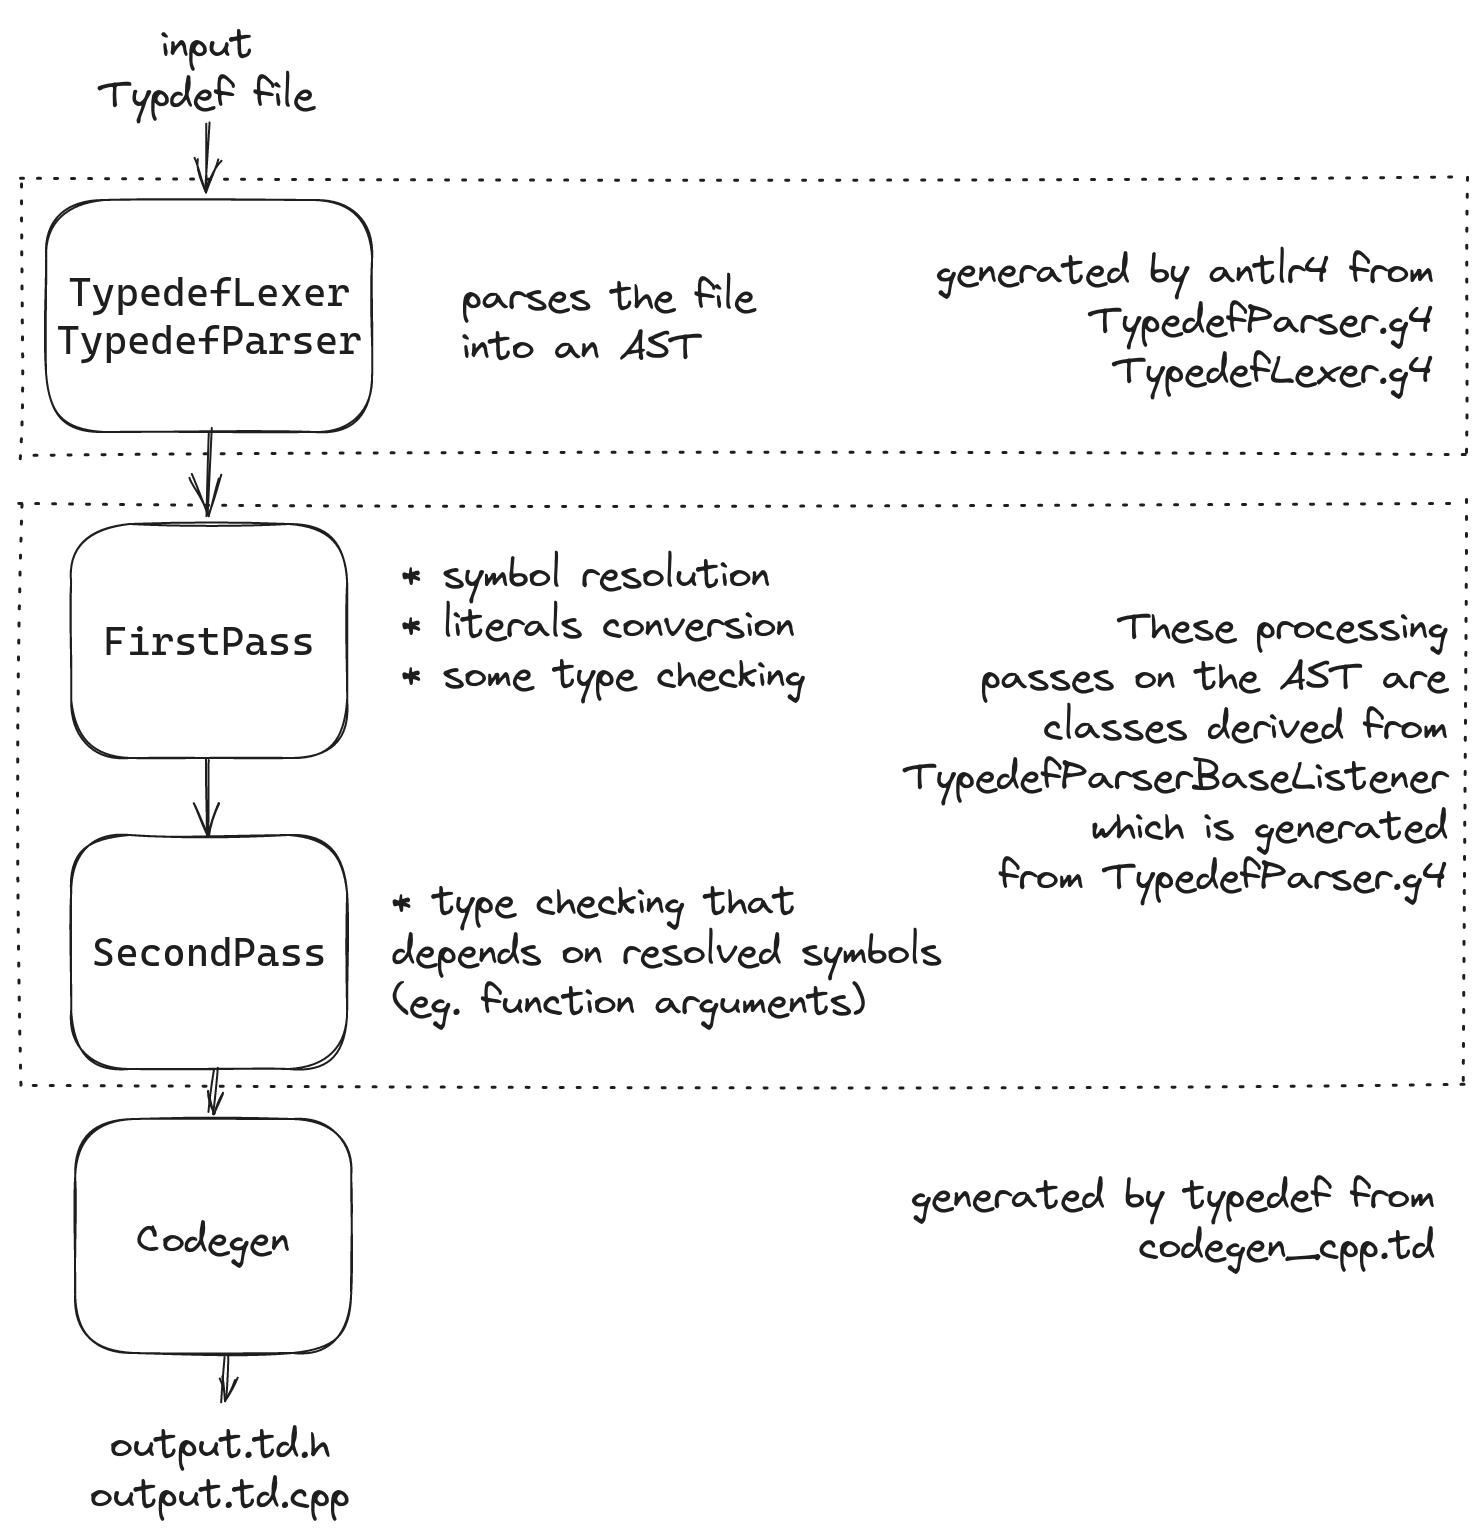 input
Typdef file
TypedefLexer
TypedefParser
parses the file
into an AST
generated by antlr4 from
TypedefParser.g4
TypedefLexer.g4
FirstPass
* symbol resolution
* literals conversion
* some type checking
These processing
passes on the AST are
classes derived from
TypedefParserBaseListener
which is generated
from TypedefParser.g4
SecondPass
* type checking that
depends on resolved symbols
(eg. function arguments)
Codegen
generated by typedef from
codegen_cpp.td
output.td.h
output.td.cpp